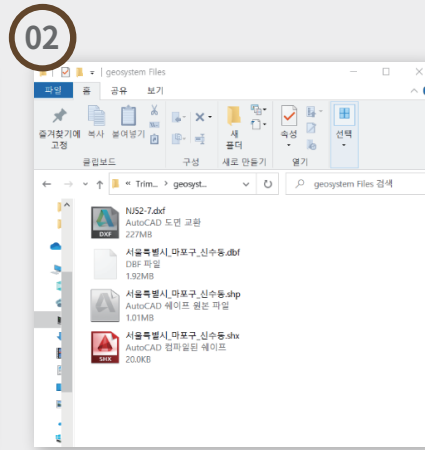 02
geosystem Files
파일 홈 공유 보기
즐겨찾기에 고정
복사
붙여넣기
새 폴더
속성
선택
클립보드 구성 새로 만들기 열기
« Trim... > geosyst...
geosystem Files 검색
NJ52-7.dxf
AutoCAD 도면 교환
227MB
DXF
서울특별시_마포구_신수동.dbf
DBF 파일
1.92MB
서울특별시_마포구_신수동.shp
AutoCAD 쉐이프 원본 파일
1.01MB
서울특별시_마포구_신수동.shx
AutoCAD 컴파일된 쉐이프
20.0KB
SHX